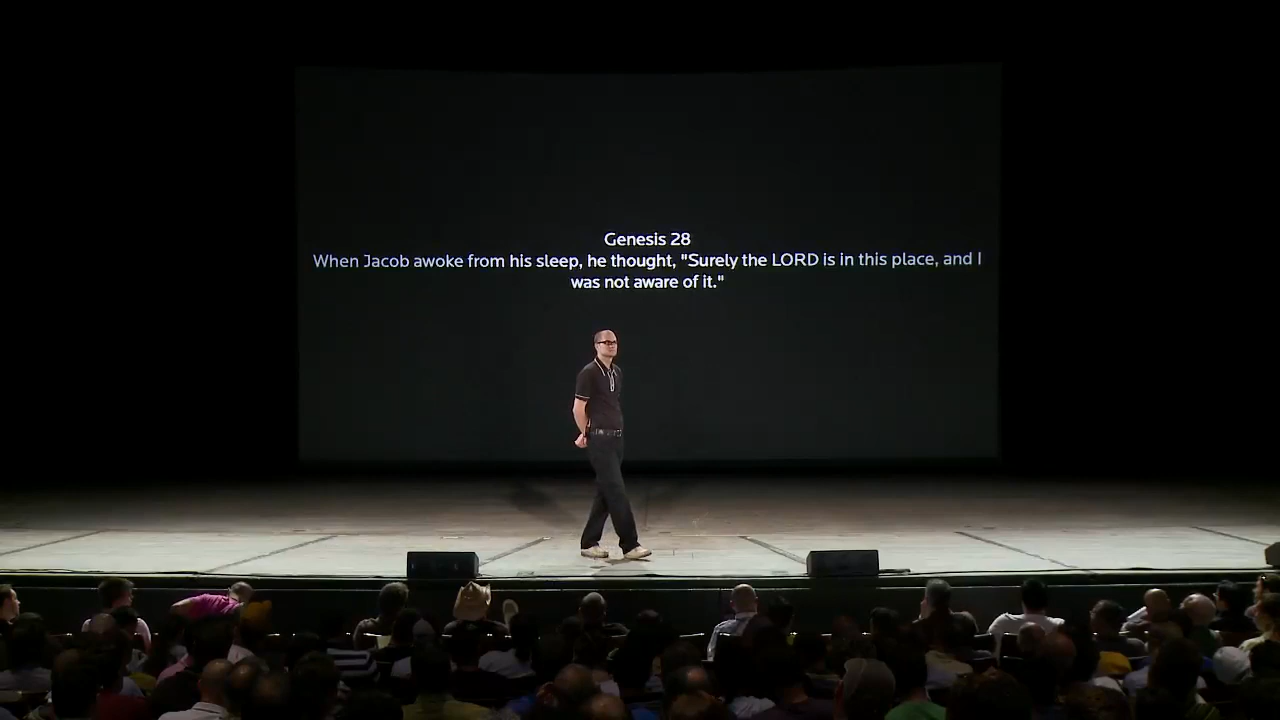 Genesis 28
When Jacob awoke from his sleep, he thought, "Surely the LORD is in this place, and I
was not aware of it."